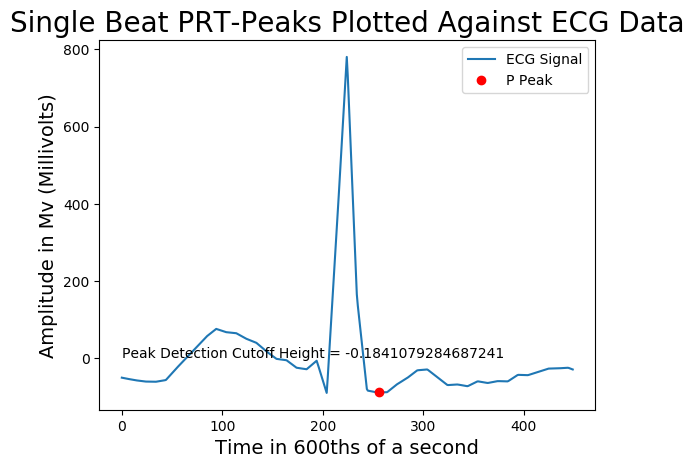 Single Beat PRT-Peaks Plotted Against ECG Data
800
600
400
200
0
Amplitude in Mv (Millivolts)
ECG Signal
P Peak
Peak Detection Cutoff Height = -0.1841079284687241
0 100 200 300 400
Time in 600ths of a second